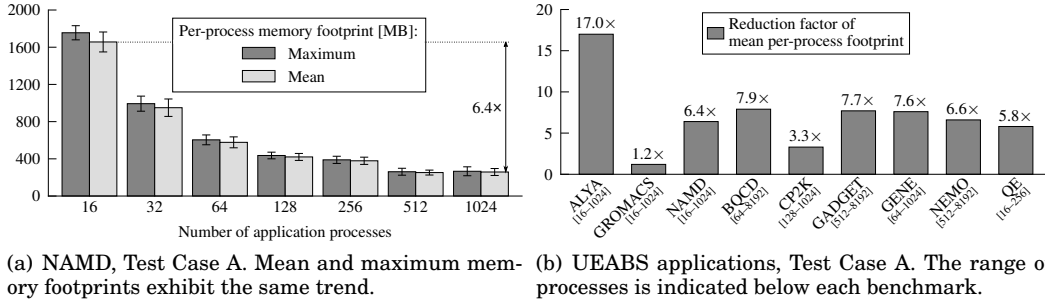 2000
1600
1200
800
400
0
Per-process memory footprint [MB]:
Maximum
Mean
6.4×
16 32 64 128 256 512 1024
Number of application processes
(a) NAMD, Test Case A. Mean and maximum mem-
ory footprints exhibit the same trend.
20
15
10
5
0
Reduction factor of
mean per-process footprint
17.0×
1.2×
6.4×
7.9×
3.3×
7.7×
7.6×
6.6×
5.8×
ALYA
[16–1024]
GROMACS
[16–1024]
NAMD
[16–1024]
BQCD
[64–8192]
CP2K
[128–1024]
GADGET
[512–8192]
GENE
[64–1024]
NEMO
[512–8192]
QE
[16–256]
(b) UEABS applications, Test Case A. The range o
processes is indicated below each benchmark.